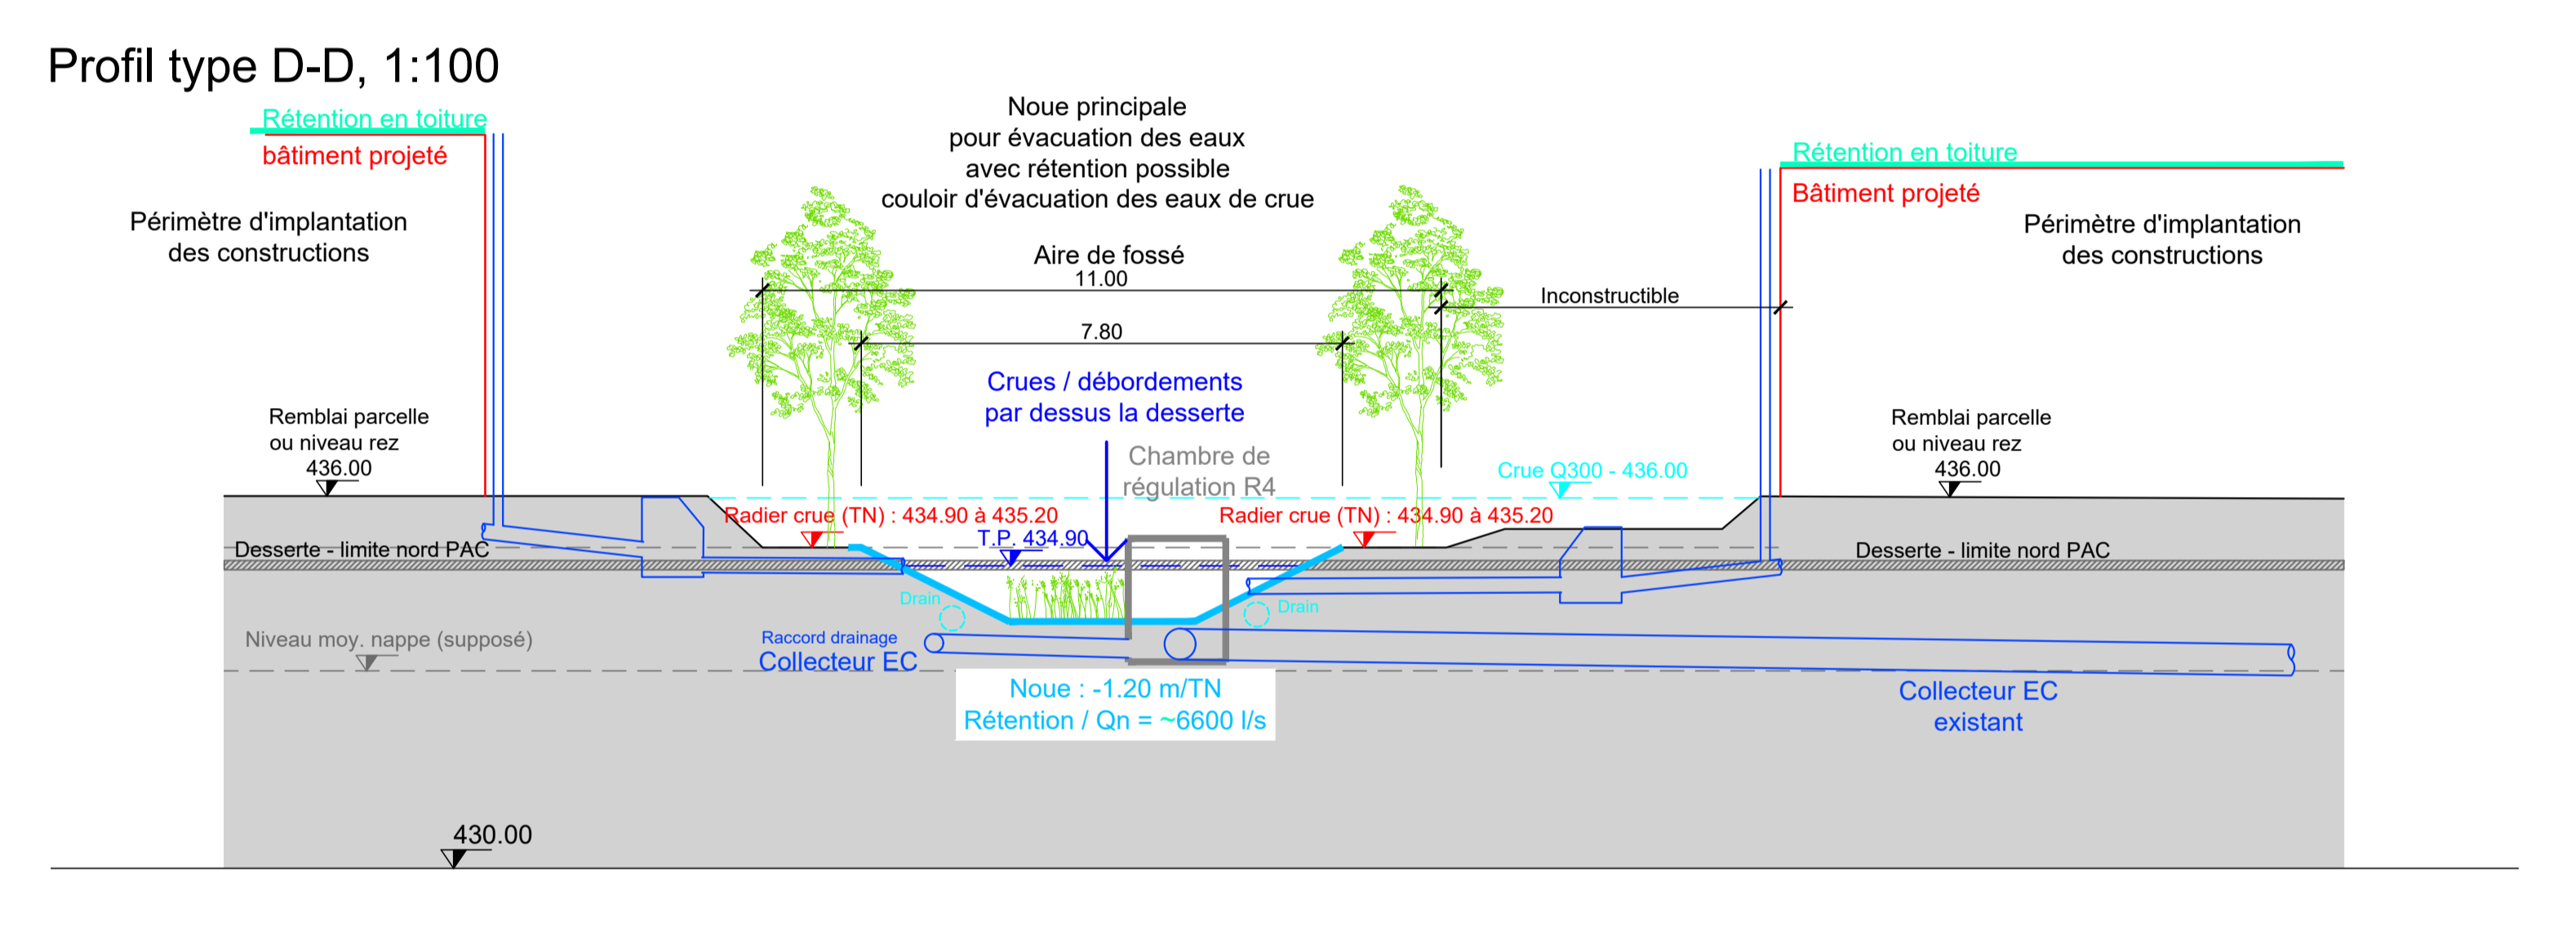 Profil type D-D, 1:100
Rétention en toiture
bâtiment projeté
Périmètre d'implantation
des constructions
Noue principale
pour évacuation des eaux
avec rétention possible
couloir d'évacuation des eaux de crue
Aire de fossé
11.00
7.80
Inconstructible
Rétention en toiture
Bâtiment projeté
Périmètre d'implantation
des constructions
Crues / débordements
par dessus la desserte
Chambre de
régulation R4
Remblai parcelle
ou niveau rez
436.00
Crue Q300 - 436.00
Remblai parcelle
ou niveau rez
436.00
Radier crue (TN) : 434.90 à 435.20
Radier crue (TN) : 434.90 à 435.20
T.P. 434.90
Desserte - limite nord PAC
Desserte - limite nord PAC
Drain
Drain
Niveau moy. nappe (supposé)
Raccord drainage
Collecteur EC
Noue : -1.20 m/TN
Rétention / Qn = ~6600 l/s
Collecteur EC
existant
430.00